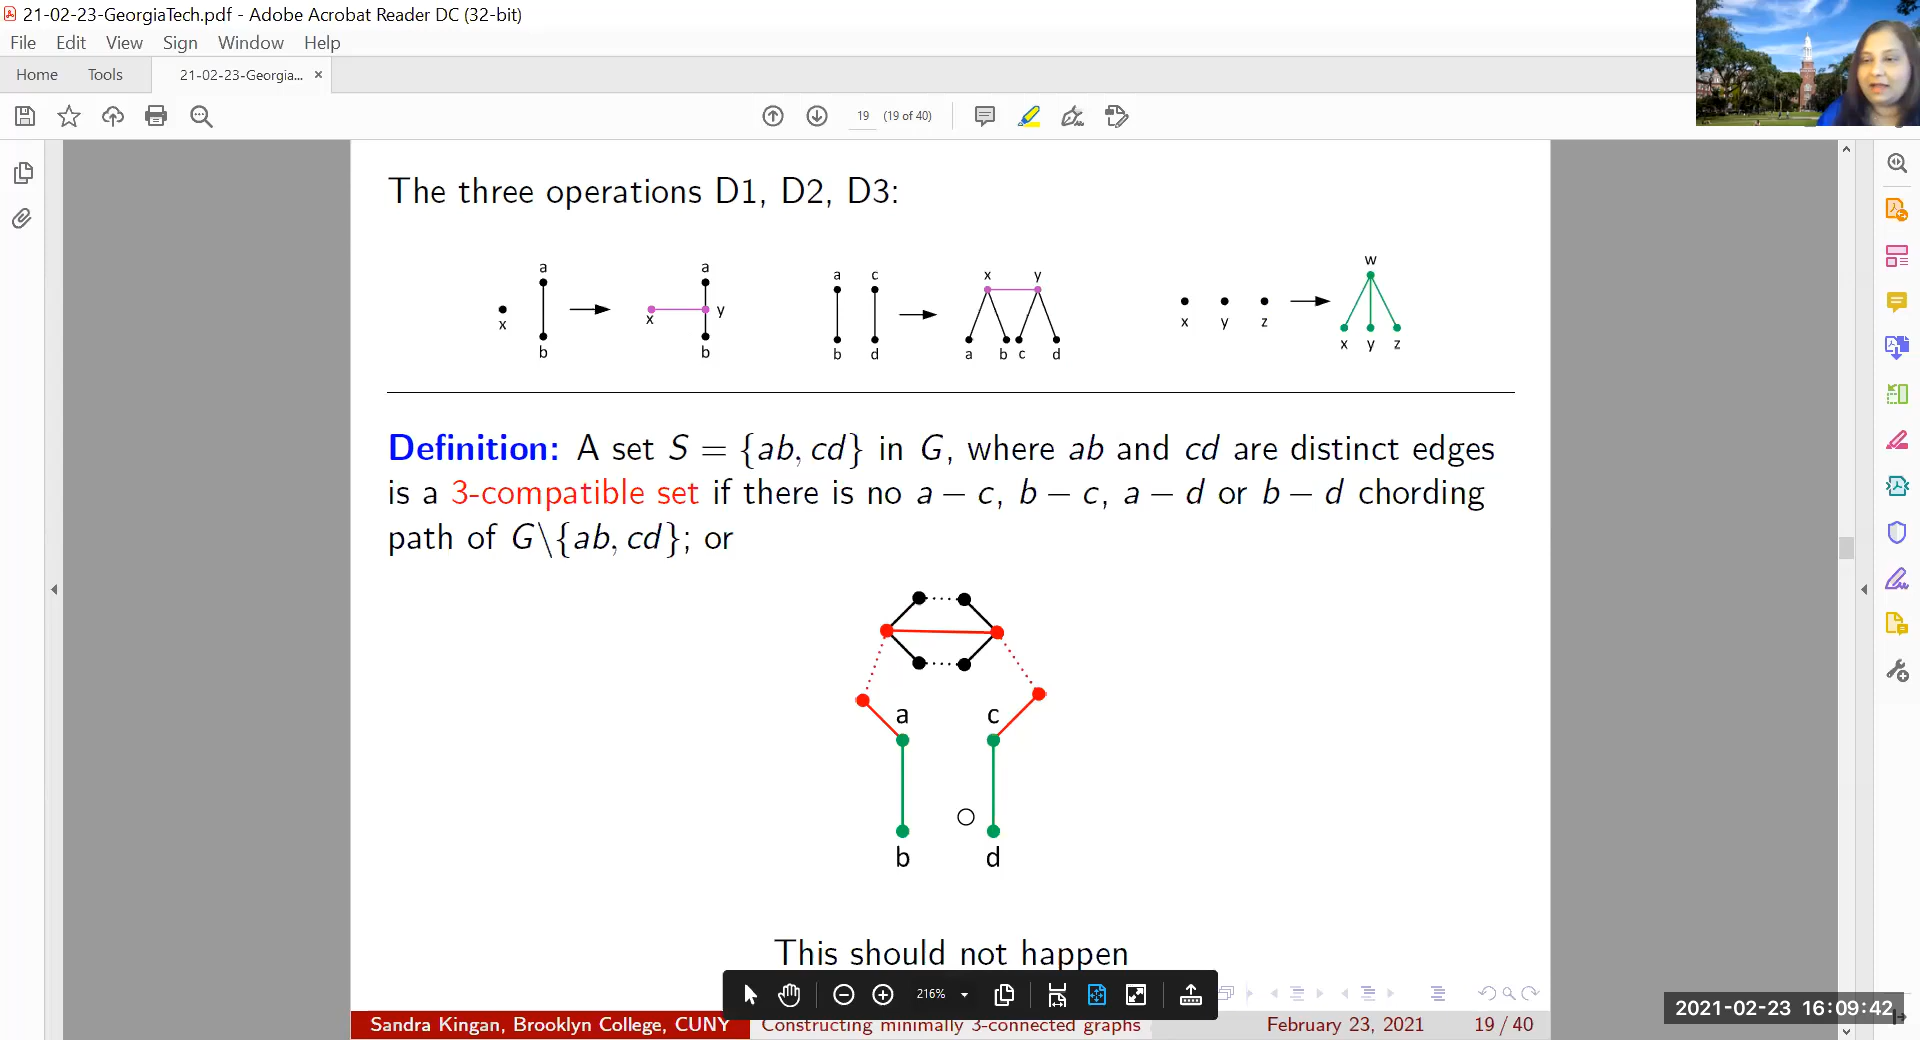 21-02-23-GeorgiaTech.pdf - Adobe Acrobat Reader DC (32-bit)
File Edit View Sign Window Help
Home Tools 21-02-23-Georgia... ×
19 (19 of 40)
The three operations D1, D2, D3:
x a b x a y b
a c b d x y a b c d
x y z w x y z
Definition: A set S = {ab, cd} in G, where ab and cd are distinct edges
is a 3-compatible set if there is no a − c, b − c, a − d or b − d chording
path of G\{ab, cd}; or
a c
b d
This should not happen
216%
Sandra Kingan, Brooklyn College, CUNY Constructing minimally 3-connected graphs February 23, 2021 19 / 40
2021-02-23 16:09:42